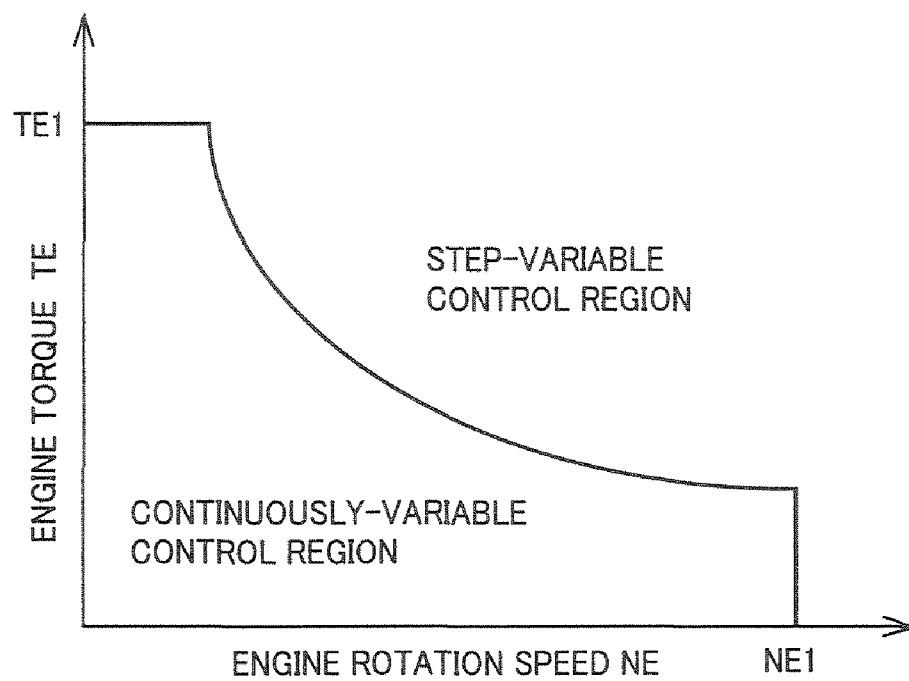 TE1
ENGINE TORQUE TE
STEP-VARIABLE
CONTROL REGION
CONTINUOUSLY-VARIABLE
CONTROL REGION
ENGINE ROTATION SPEED NE
NE1